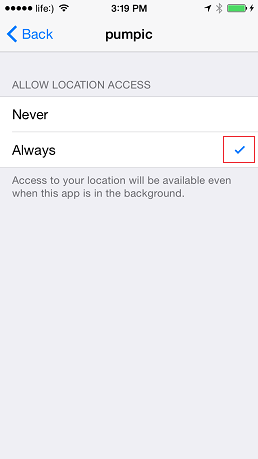 life:) 3:19 PM
Back pumpic
ALLOW LOCATION ACCESS
Never
Always
Access to your location will be available even
when this app is in the background.